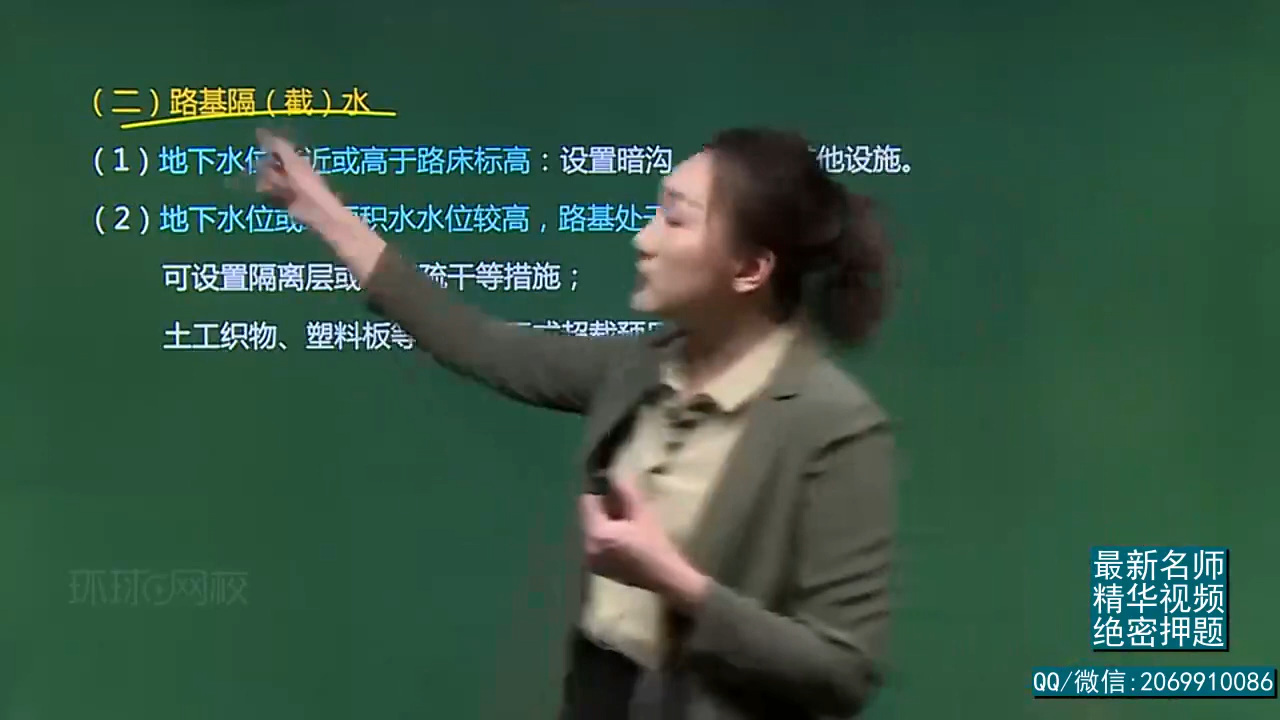 （二）路基隔（截）水
（1）地下水位 近或高于路床标高：设置暗沟 他设施。
（2）地下水位或 积水水位较高，路基处
可设置隔离层或 疏干等措施；
土工织物、塑料板等 超载预
环球网校
最新名师
精华视频
绝密押题
QQ/微信:2069910086